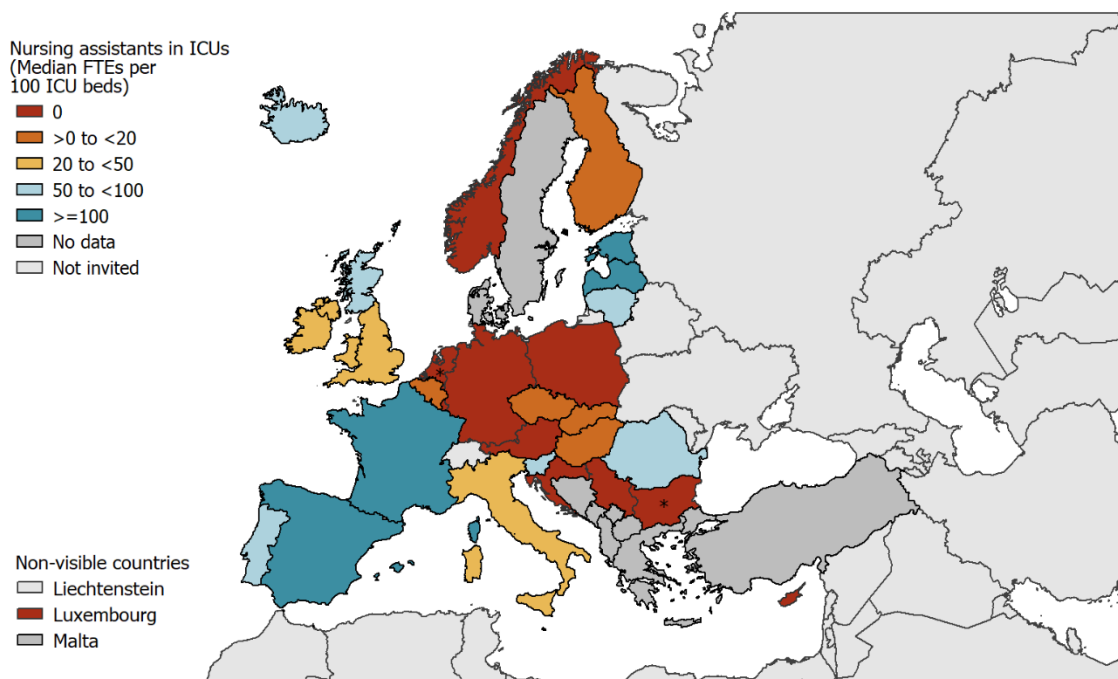 Nursing assistants in ICUs
(Median FTEs per
100 ICU beds)
0
>0 to <20
20 to <50
50 to <100
>=100
No data
Not invited
*
*
Non-visible countries
Liechtenstein
Luxembourg
Malta